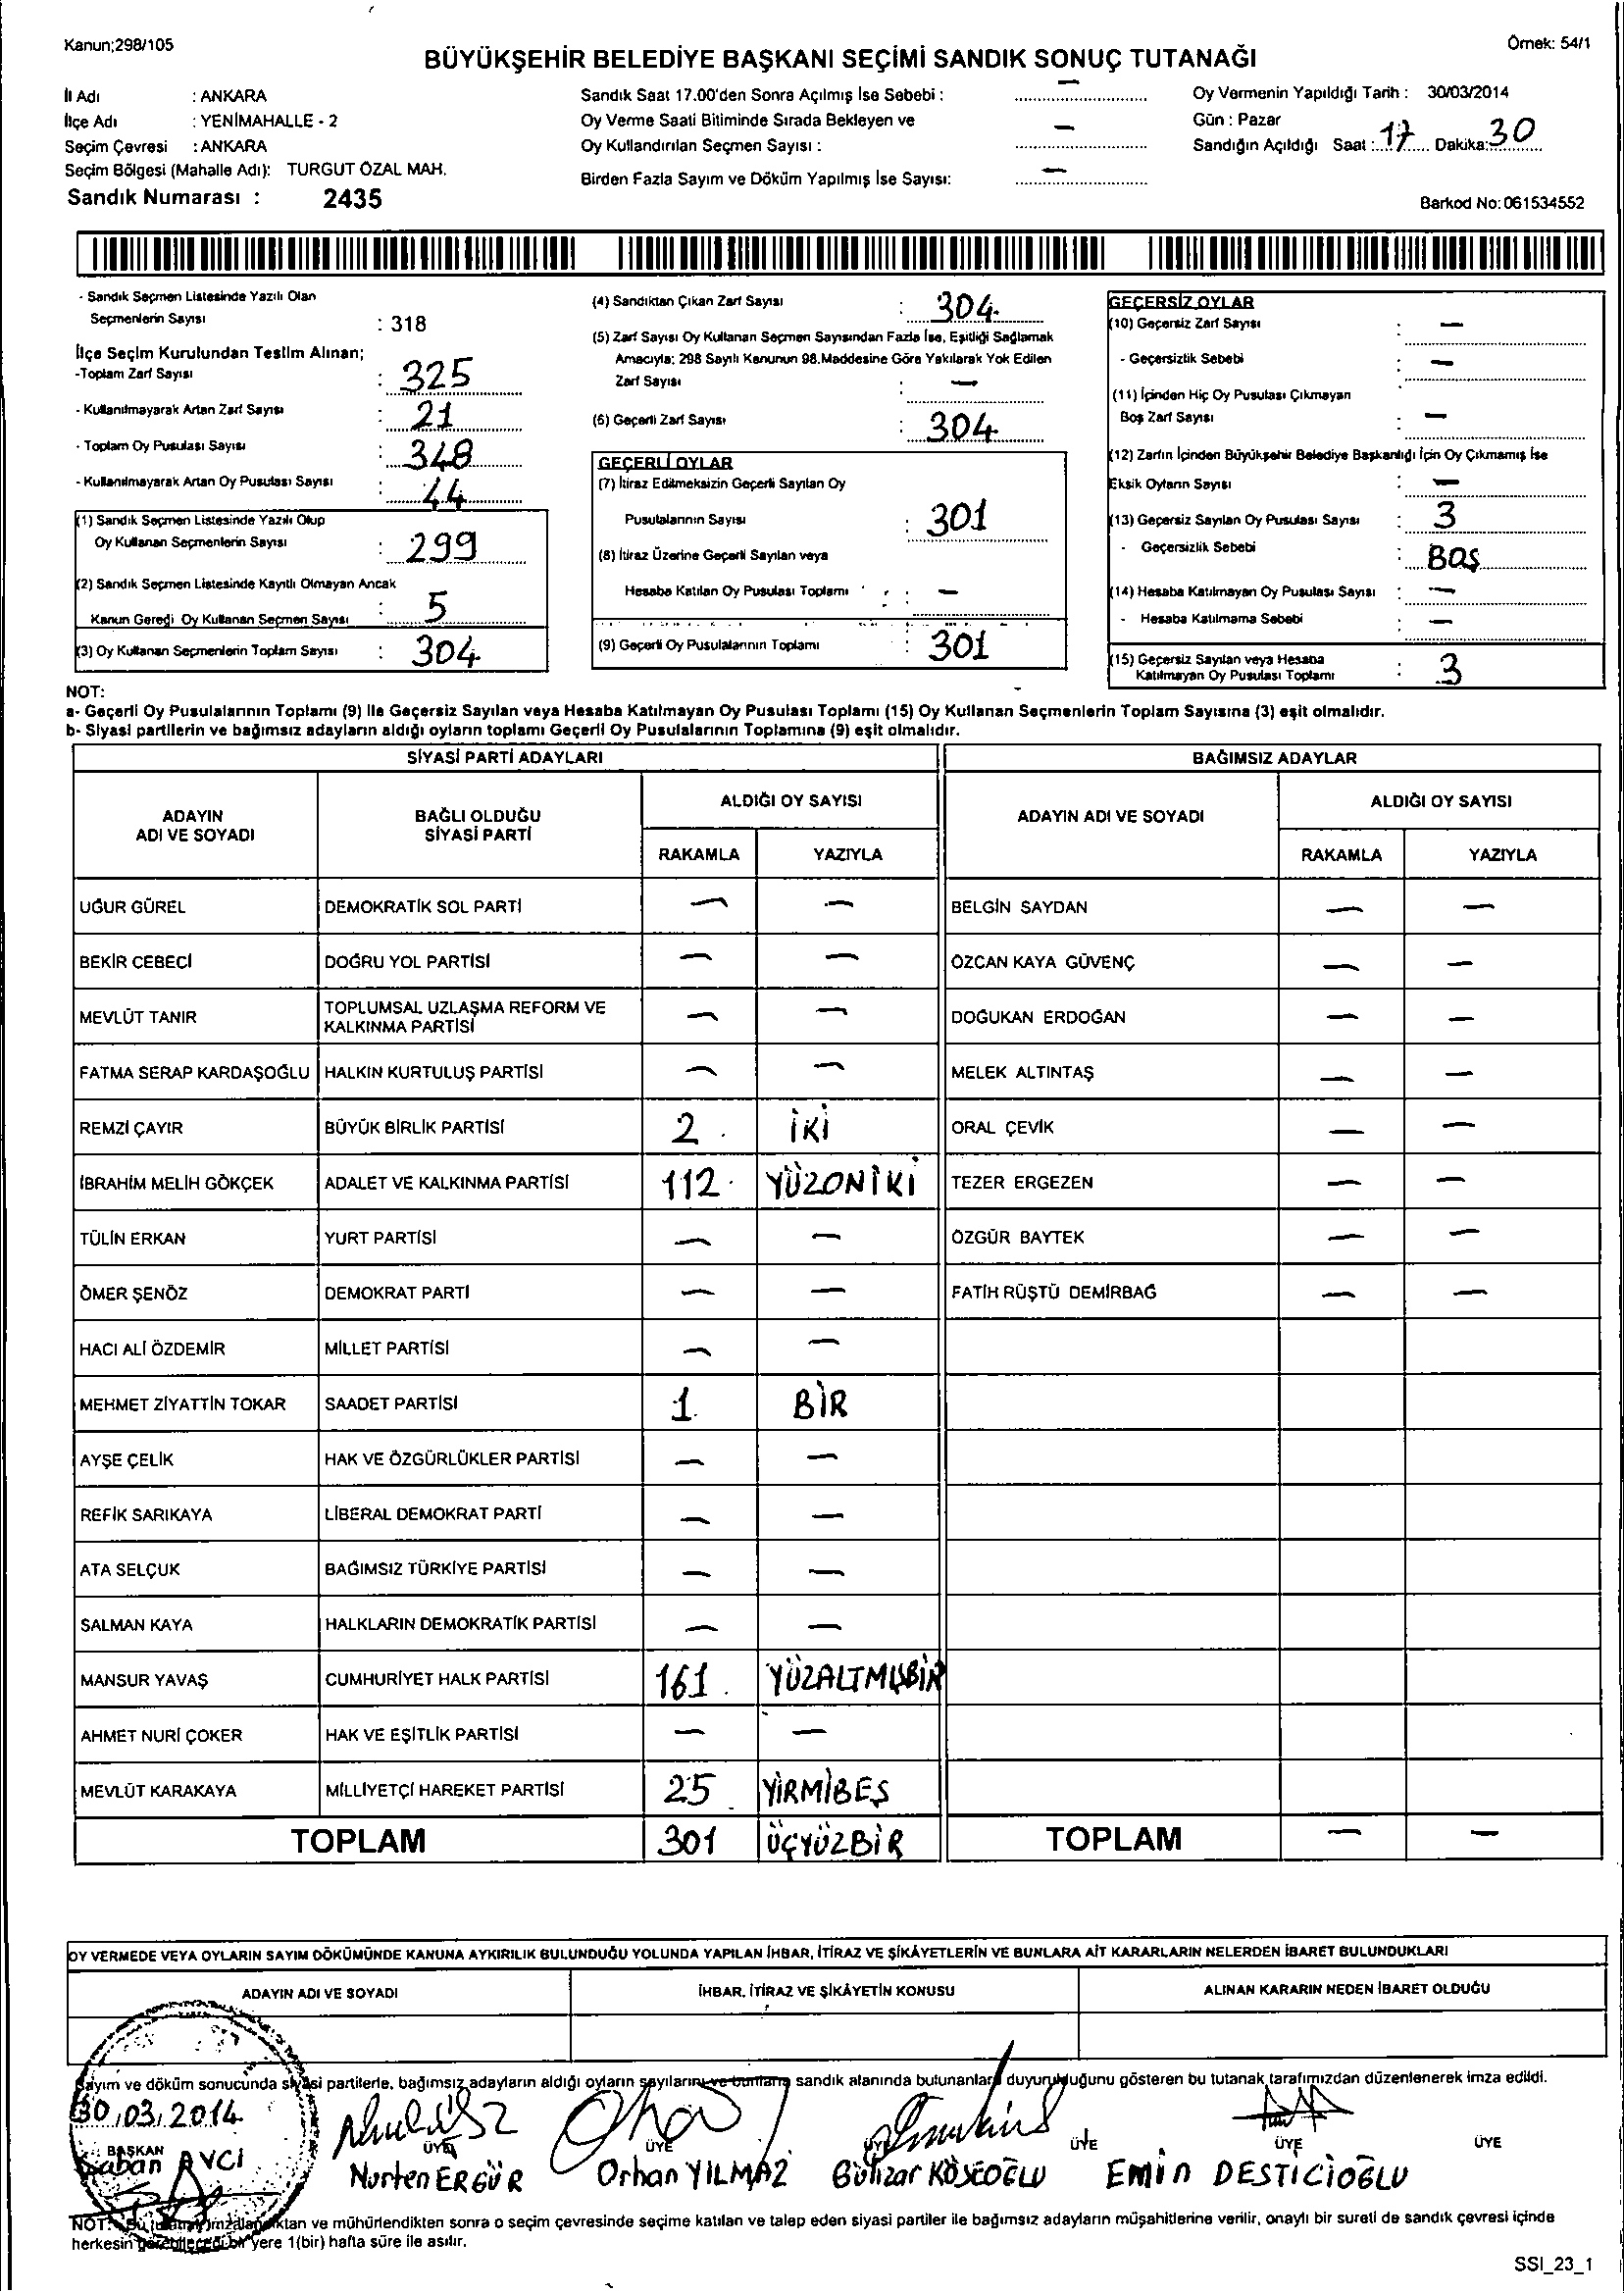 Kanun;298/105
Örnek: 54/1
BÜYÜKŞEHİR BELEDİYE BAŞKANI SEÇİMİ SANDIK SONUÇ TUTANAĞI
İl Adı : ANKARA
İlçe Adı : YENİMAHALLE - 2
Seçim Çevresi : ANKARA
Seçim Bölgesi (Mahalle Adı): TURGUT ÖZAL MAH.
Sandık Numarası : 2435
Sandık Saat 17.00'den Sonra Açılmış İse Sebebi : —
Oy Verme Saati Bitiminde Sırada Bekleyen ve
Oy Kullandırılan Seçmen Sayısı : —
Birden Fazla Sayım ve Döküm Yapılmış İse Sayısı: —
Oy Vermenin Yapıldığı Tarih : 30/03/2014
Gün : Pazar
Sandığın Açıldığı Saat : 17 Dakika: 30
Barkod No: 061534552
- Sandık Seçmen Listesinde Yazılı Olan
Seçmenlerin Sayısı : 318
İlçe Seçim Kurulundan Teslim Alınan;
-Toplam Zarf Sayısı : 325
- Kullanılmayarak Artan Zarf Sayısı : 21
- Toplam Oy Pusulası Sayısı : 348
- Kullanılmayarak Artan Oy Pusulası Sayısı : 44
(1) Sandık Seçmen Listesinde Yazılı Olup
Oy Kullanan Seçmenlerin Sayısı : 299
(2) Sandık Seçmen Listesinde Kayıtlı Olmayan Ancak
Kanun Gereği Oy Kullanan Seçmen Sayısı : 5
(3) Oy Kullanan Seçmenlerin Toplam Sayısı : 304
(4) Sandıktan Çıkan Zarf Sayısı : 304
(5) Zarf Sayısı Oy Kullanan Seçmen Sayısından Fazla İse, Eşitliği Sağlamak
Amacıyla; 298 Sayılı Kanunun 98.Maddesine Göre Yakılarak Yok Edilen
Zarf Sayısı : —
(6) Geçerli Zarf Sayısı : 304
GEÇERLİ OYLAR
(7) İtiraz Edilmeksizin Geçerli Sayılan Oy
Pusulalarının Sayısı : 301
(8) İtiraz Üzerine Geçerli Sayılan veya
Hesaba Katılan Oy Pusulası Toplamı : —
(9) Geçerli Oy Pusulalarının Toplamı : 301
GEÇERSİZ OYLAR
(10) Geçersiz Zarf Sayısı : —
- Geçersizlik Sebebi : —
(11) İçinden Hiç Oy Pusulası Çıkmayan
Boş Zarf Sayısı : —
(12) Zarfın İçinden Büyükşehir Belediye Başkanlığı İçin Oy Çıkmamış İse
Eksik Oyların Sayısı : —
(13) Geçersiz Sayılan Oy Pusulası Sayısı : 3
- Geçersizlik Sebebi : BOŞ
(14) Hesaba Katılmayan Oy Pusulası Sayısı : —
- Hesaba Katılmama Sebebi : —
(15) Geçersiz Sayılan veya Hesaba
Katılmayan Oy Pusulası Toplamı : 3
NOT:
a- Geçerli Oy Pusulalarının Toplamı (9) ile Geçersiz Sayılan veya Hesaba Katılmayan Oy Pusulası Toplamı (15) Oy Kullanan Seçmenlerin Toplam Sayısına (3) eşit olmalıdır.
b- Siyasi partilerin ve bağımsız adayların aldığı oyların toplamı Geçerli Oy Pusulalarının Toplamına (9) eşit olmalıdır.
SİYASİ PARTİ ADAYLARI BAĞIMSIZ ADAYLAR
ADAYIN ADI VE SOYADI BAĞLI OLDUĞU SİYASİ PARTİ ALDIĞI OY SAYISI ADAYIN ADI VE SOYADI ALDIĞI OY SAYISI
RAKAMLA YAZIYLA RAKAMLA YAZIYLA
UĞUR GÜREL DEMOKRATİK SOL PARTİ — — BELGİN SAYDAN — —
BEKİR CEBECİ DOĞRU YOL PARTİSİ — — ÖZCAN KAYA GÜVENÇ — —
MEVLÜT TANIR TOPLUMSAL UZLAŞMA REFORM VE KALKINMA PARTİSİ — — DOĞUKAN ERDOĞAN — —
FATMA SERAP KARDAŞOĞLU HALKIN KURTULUŞ PARTİSİ — — MELEK ALTINTAŞ — —
REMZİ ÇAYIR BÜYÜK BİRLİK PARTİSİ 2 İKİ ORAL ÇEVİK — —
İBRAHİM MELİH GÖKÇEK ADALET VE KALKINMA PARTİSİ 112 YÜZONİKİ TEZER ERGEZEN — —
TÜLİN ERKAN YURT PARTİSİ — — ÖZGÜR BAYTEK — —
ÖMER ŞENÖZ DEMOKRAT PARTİ — — FATİH RÜŞTÜ DEMİRBAĞ — —
HACI ALİ ÖZDEMİR MİLLET PARTİSİ — —
MEHMET ZİYATTİN TOKAR SAADET PARTİSİ 1 BİR
AYŞE ÇELİK HAK VE ÖZGÜRLÜKLER PARTİSİ — —
REFİK SARIKAYA LİBERAL DEMOKRAT PARTİ — —
ATA SELÇUK BAĞIMSIZ TÜRKİYE PARTİSİ — —
SALMAN KAYA HALKLARIN DEMOKRATİK PARTİSİ — —
MANSUR YAVAŞ CUMHURİYET HALK PARTİSİ 161 YÜZALTMIŞBİR
AHMET NURİ ÇOKER HAK VE EŞİTLİK PARTİSİ — —
MEVLÜT KARAKAYA MİLLİYETÇİ HAREKET PARTİSİ 25 YİRMİBEŞ
TOPLAM 301 ÜÇYÜZBİR TOPLAM — —
OY VERMEDE VEYA OYLARIN SAYIM DÖKÜMÜNDE KANUNA AYKIRILIK BULUNDUĞU YOLUNDA YAPILAN İHBAR, İTİRAZ VE ŞİKÂYETLERİN VE BUNLARA AİT KARARLARIN NELERDEN İBARET BULUNDUKLARI
ADAYIN ADI VE SOYADI İHBAR, İTİRAZ VE ŞİKÂYETİN KONUSU ALINAN KARARIN NEDEN İBARET OLDUĞU
Sayım ve döküm sonucunda siyasi partilerle, bağımsız adayların aldığı oyların sayılarını ve bunların sandık alanında bulunanlara duyurulduğunu gösteren bu tutanak tarafımızdan düzenlenerek imza edildi.
30.03.2014
BAŞKAN ÜYE ÜYE ÜYE ÜYE ÜYE ÜYE
Şaban AVCI Nurten ERGÜR Orhan YILMAZ Gülizar KÖSEOĞLU Emin DESTİCİOĞLU
NOT: Bu tutanak imzalandıktan ve mühürlendikten sonra o seçim çevresinde seçime katılan ve talep eden siyasi partiler ile bağımsız adayların müşahitlerine verilir, onaylı bir sureti de sandık çevresi içinde
herkesin görebileceği bir yere 1(bir) hafta süre ile asılır.
SSI_23_1